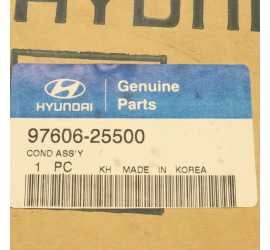 HYUNDAI
HYUNDAI
Genuine
Parts
97606-25500
COND ASS'Y
1 PC KH MADE IN KOREA